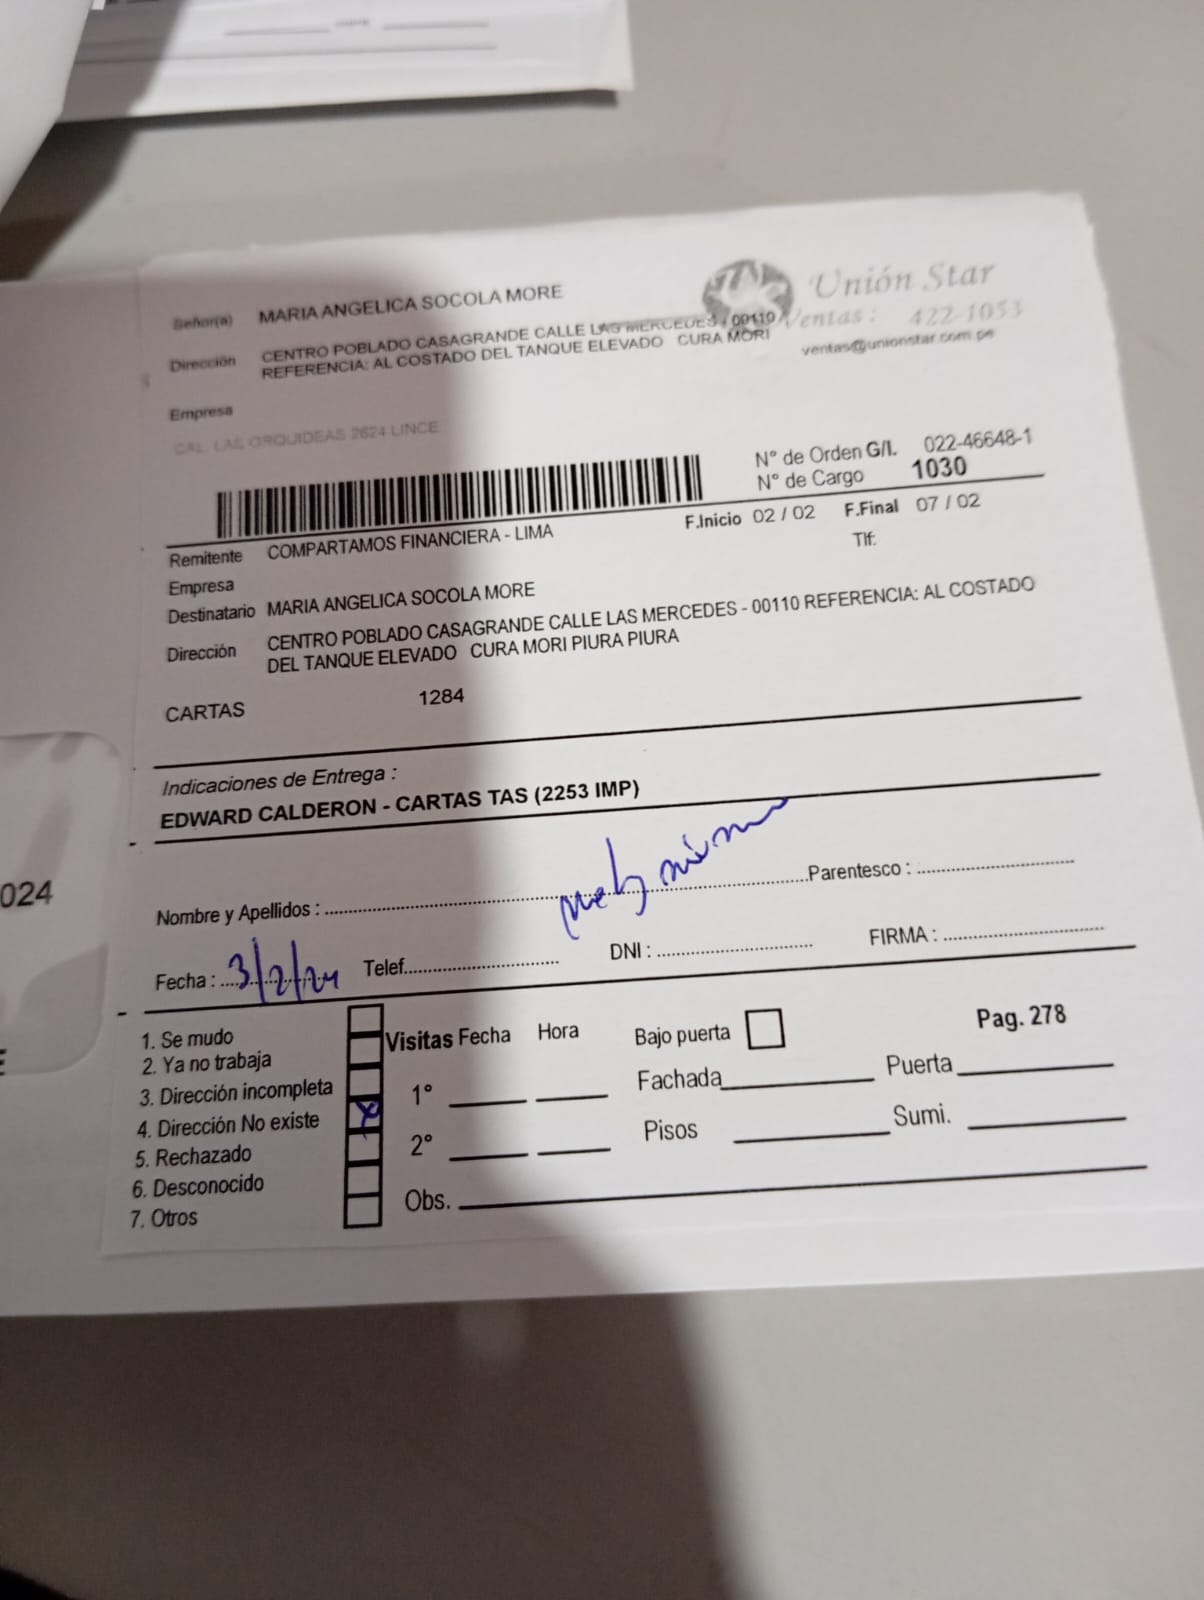 Señor(a) MARIA ANGELICA SOCOLA MORE
Unión Star
Ventas: 422-1053
ventas@unionstar.com.pe
Dirección CENTRO POBLADO CASAGRANDE CALLE LAS MERCEDES - 00110
REFERENCIA: AL COSTADO DEL TANQUE ELEVADO CURA MORI
Empresa
CAL. LAS ORQUIDEAS 2624 LINCE
N° de Orden G/I. 022-46648-1
N° de Cargo 1030
F.Inicio 02 / 02 F.Final 07 / 02
Remitente COMPARTAMOS FINANCIERA - LIMA
Tlf:
Empresa
Destinatario MARIA ANGELICA SOCOLA MORE
Dirección CENTRO POBLADO CASAGRANDE CALLE LAS MERCEDES - 00110 REFERENCIA: AL COSTADO
DEL TANQUE ELEVADO CURA MORI PIURA PIURA
CARTAS 1284
Indicaciones de Entrega :
EDWARD CALDERON - CARTAS TAS (2253 IMP)
024
Nombre y Apellidos : Parentesco :
Fecha : 3/2/24 Telef. DNI : FIRMA :
1. Se mudo
2. Ya no trabaja
3. Dirección incompleta
4. Dirección No existe X
5. Rechazado
6. Desconocido
7. Otros
Visitas Fecha Hora
1°
2°
Obs.
Bajo puerta
Pag. 278
Fachada Puerta
Pisos Sumi.